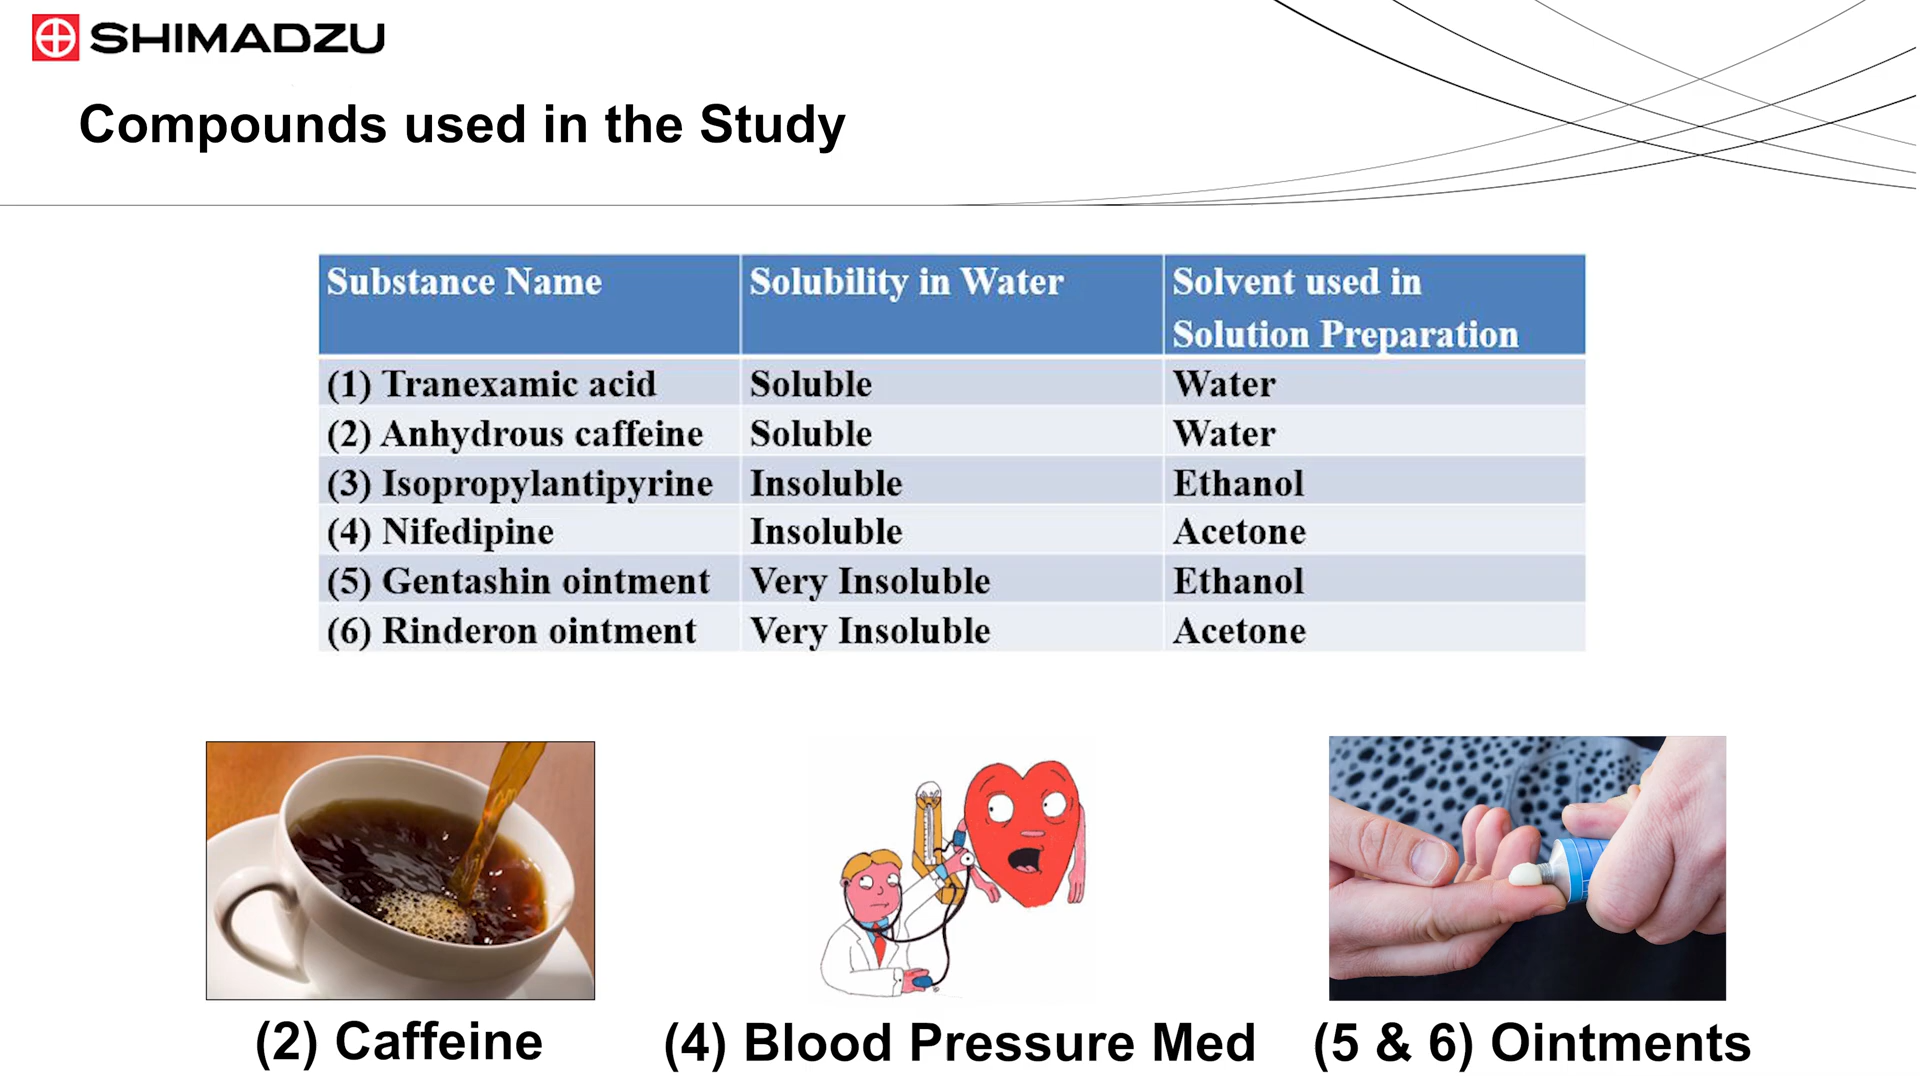 SHIMADZU
Compounds used in the Study
Substance Name Solubility in Water Solvent used in
Solution Preparation
(1) Tranexamic acid Soluble Water
(2) Anhydrous caffeine Soluble Water
(3) Isopropylantipyrine Insoluble Ethanol
(4) Nifedipine Insoluble Acetone
(5) Gentashin ointment Very Insoluble Ethanol
(6) Rinderon ointment Very Insoluble Acetone
(2) Caffeine (4) Blood Pressure Med (5 & 6) Ointments